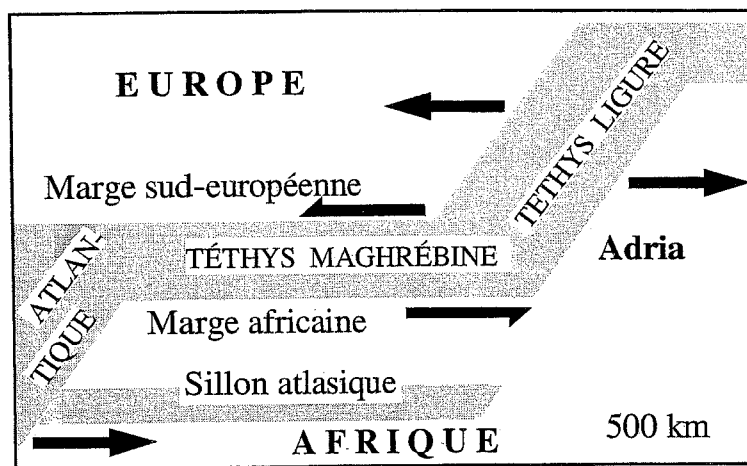 EUROPE
TETHYS LIGURE
Marge sud-européenne
ATLAN-
TIQUE
TÉTHYS MAGHRÉBINE
Adria
Marge africaine
Sillon atlasique
AFRIQUE
500 km